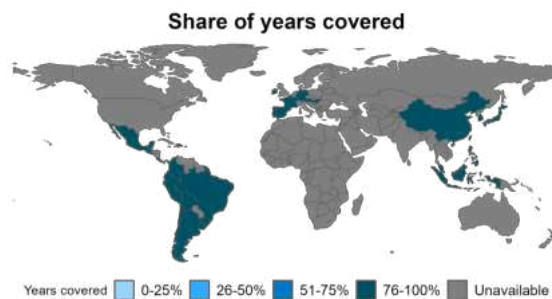 Share of years covered
Years covered 0-25% 26-50% 51-75% 76-100% Unavailable